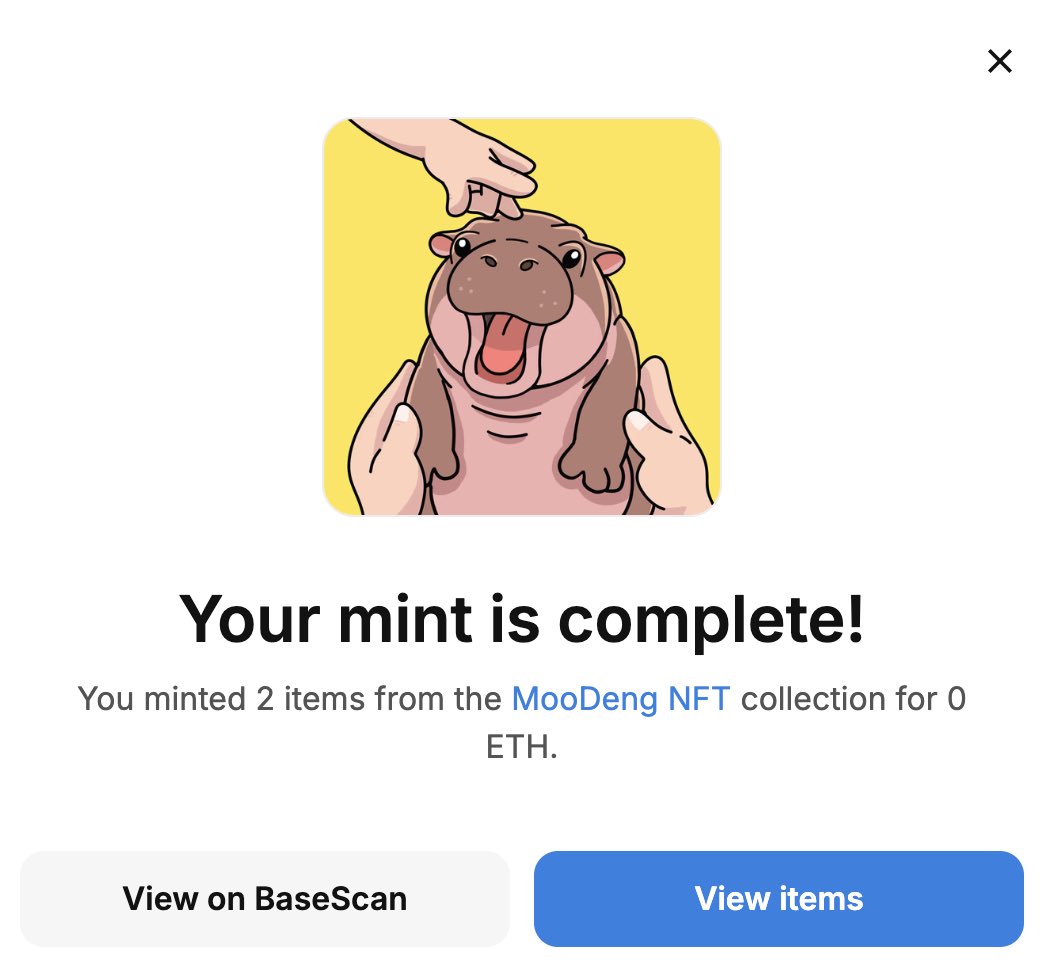 Your mint is complete!
You minted 2 items from the MooDeng NFT collection for 0
ETH.
View on BaseScan
View items